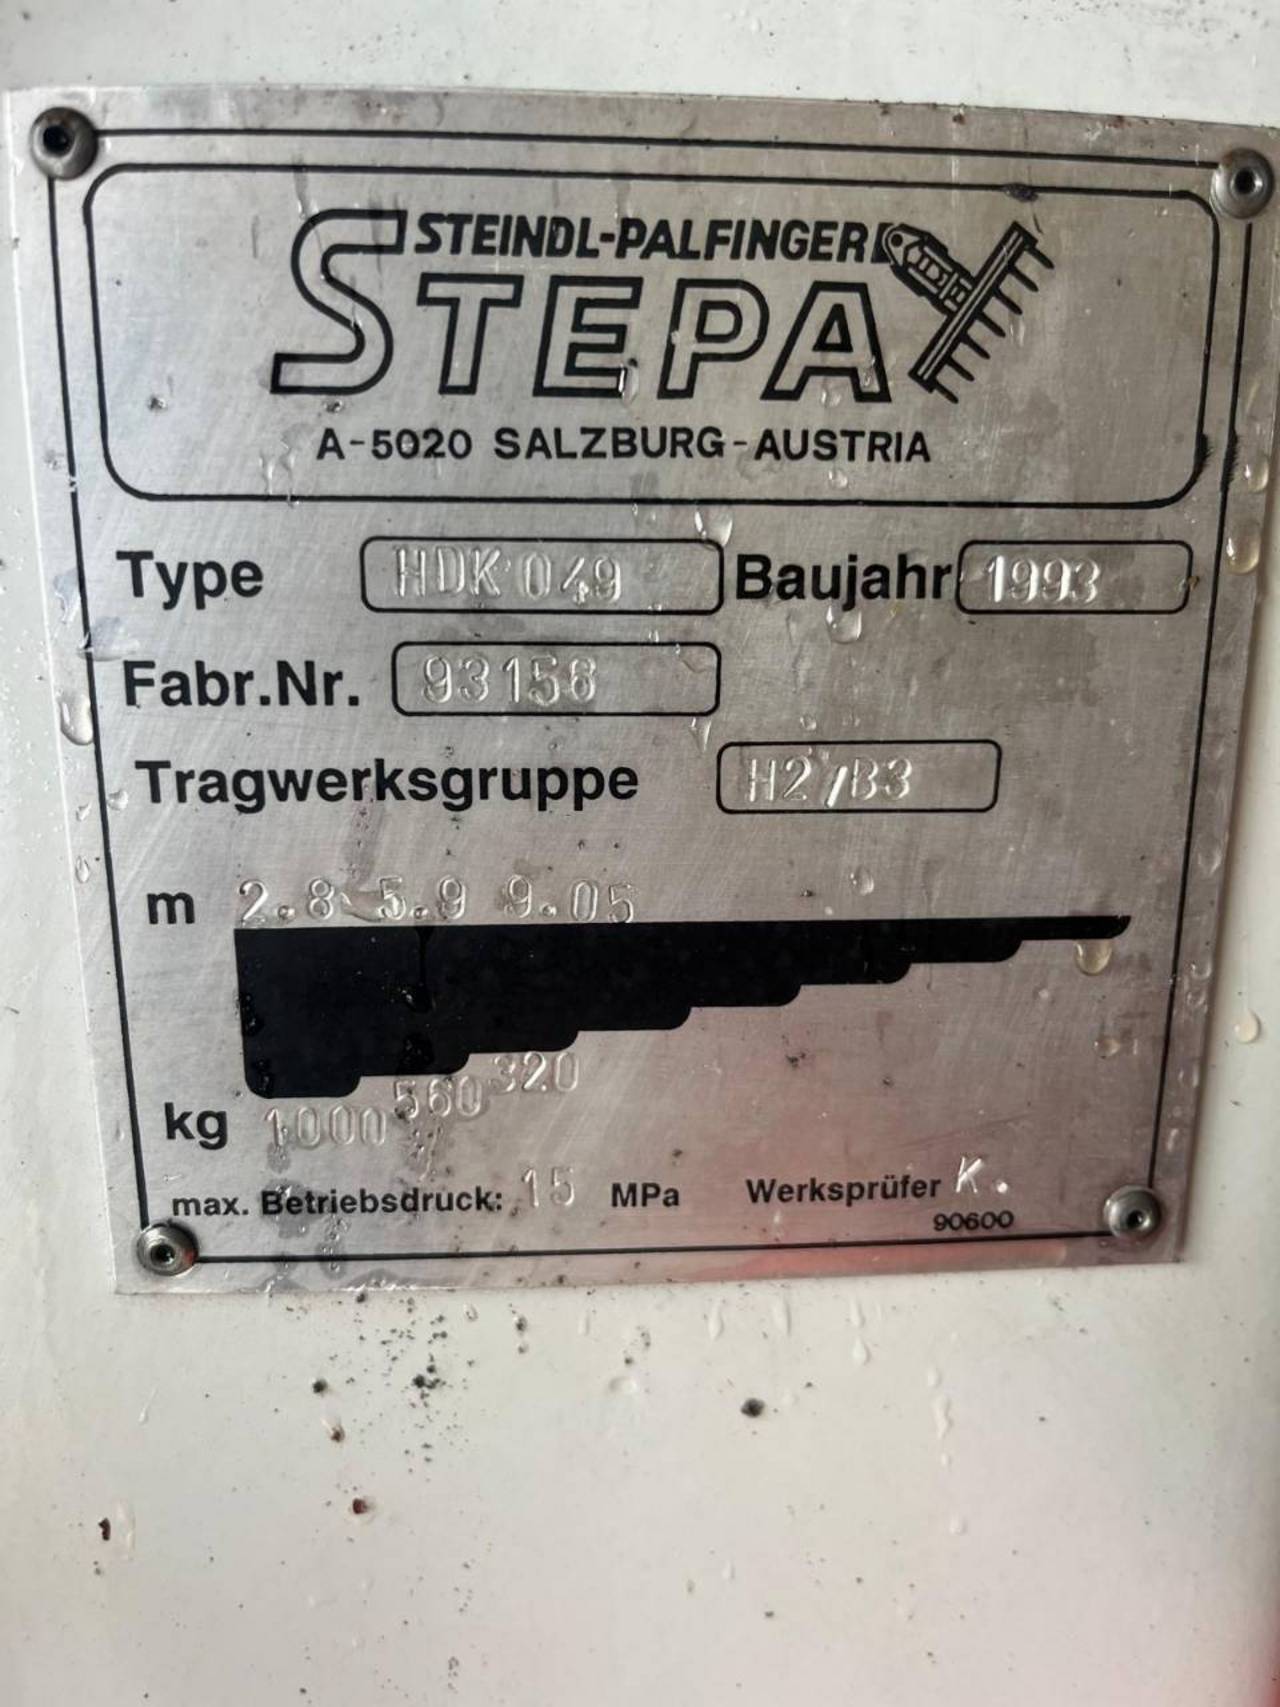 STEINDL-PALFINGER
STEPA
A-5020 SALZBURG-AUSTRIA
Type HDK 049 Baujahr 1993
Fabr.Nr. 93156
Tragwerksgruppe H2/B3
m 2.8 5.9 9.05
kg 1000 560 320
max. Betriebsdruck: 15 MPa Werksprüfer K.
90600